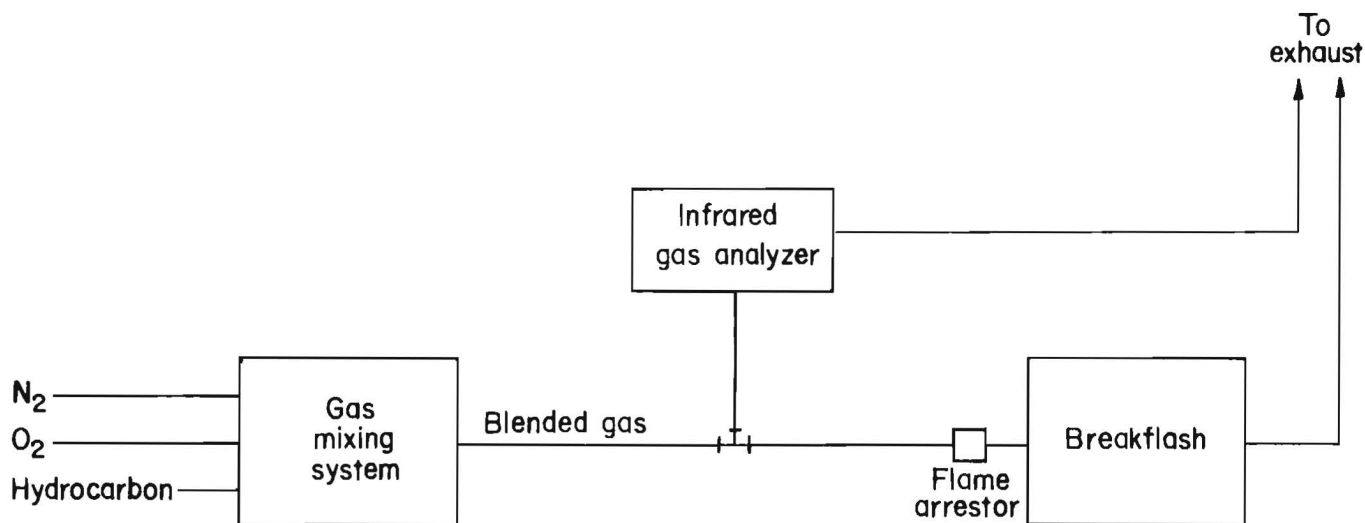 To
exhaust
Infrared
gas analyzer
N₂
O₂
Hydrocarbon
Gas
mixing
system
Blended gas
Flame
arrestor
Breakflash